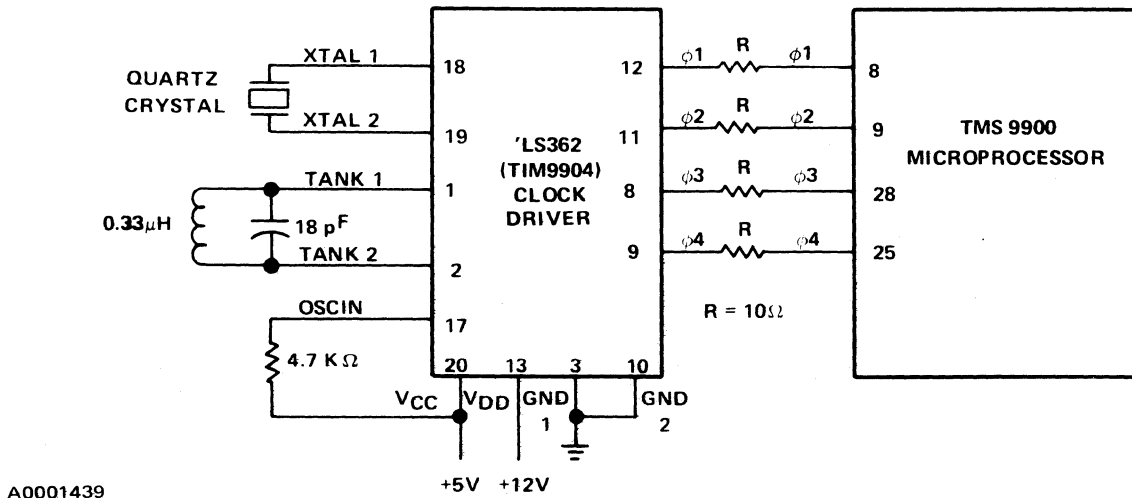 QUARTZ
CRYSTAL
XTAL 1
XTAL 2
18
19
TANK 1
TANK 2
0.33μH
18 pF
1
2
OSCIN
17
4.7 K Ω
'LS362
(TIM9904)
CLOCK
DRIVER
20
13
3
10
VCC
VDD
GND
1
GND
2
+5V
+12V
12
11
8
9
ϕ1
R
ϕ1
ϕ2
R
ϕ2
ϕ3
R
ϕ3
ϕ4
R
ϕ4
R = 10Ω
8
9
28
25
TMS 9900
MICROPROCESSOR
A0001439